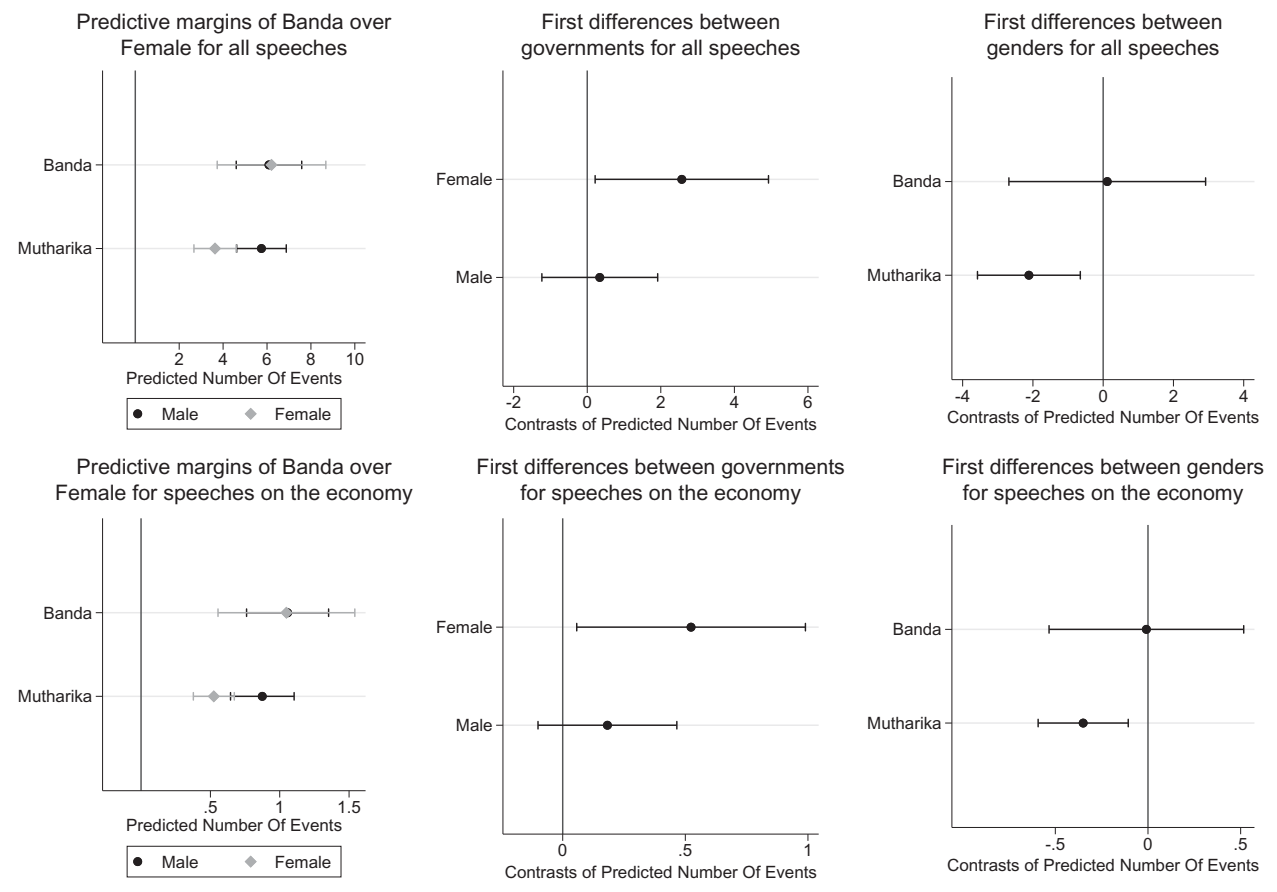 Predictive margins of Banda over
Female for all speeches
Banda
Mutharika
2 4 6 8 10
Predicted Number Of Events
Male Female
First differences between
governments for all speeches
Female
Male
-2 0 2 4 6
Contrasts of Predicted Number Of Events
First differences between
genders for all speeches
Banda
Mutharika
-4 -2 0 2 4
Contrasts of Predicted Number Of Events
Predictive margins of Banda over
Female for speeches on the economy
Banda
Mutharika
.5 1 1.5
Predicted Number Of Events
Male Female
First differences between governments
for speeches on the economy
Female
Male
0 .5 1
Contrasts of Predicted Number Of Events
First differences between genders
for speeches on the economy
Banda
Mutharika
-.5 0 .5
Contrasts of Predicted Number Of Events